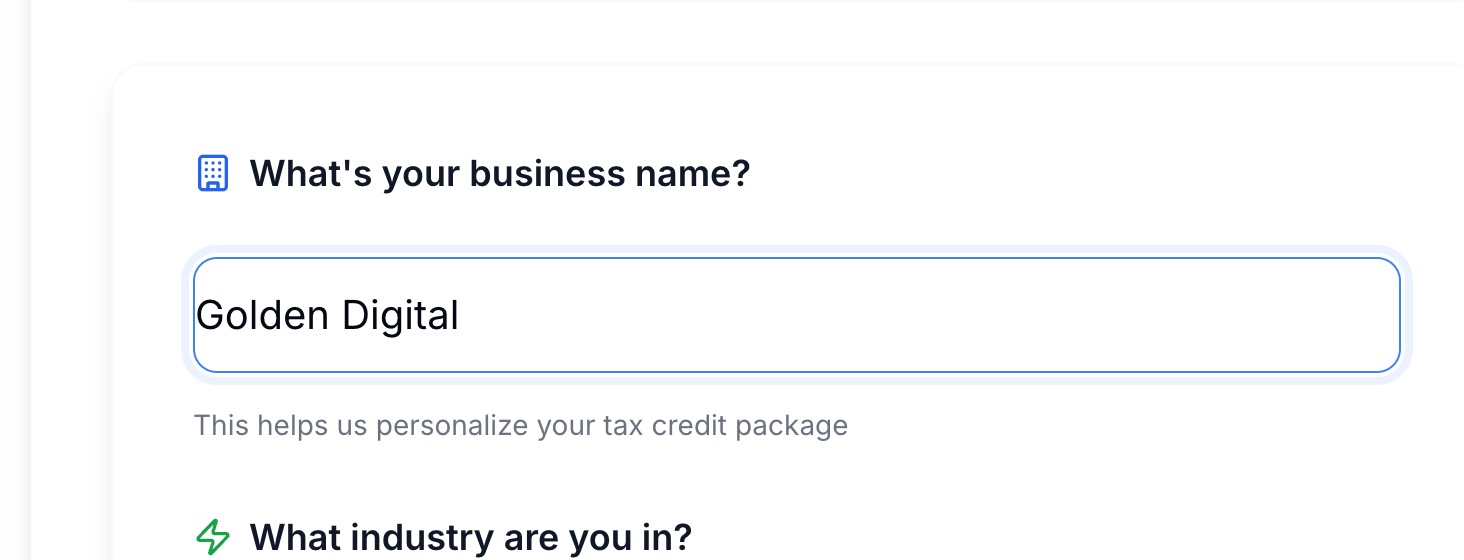 What's your business name?
Golden Digital
This helps us personalize your tax credit package
What industry are you in?